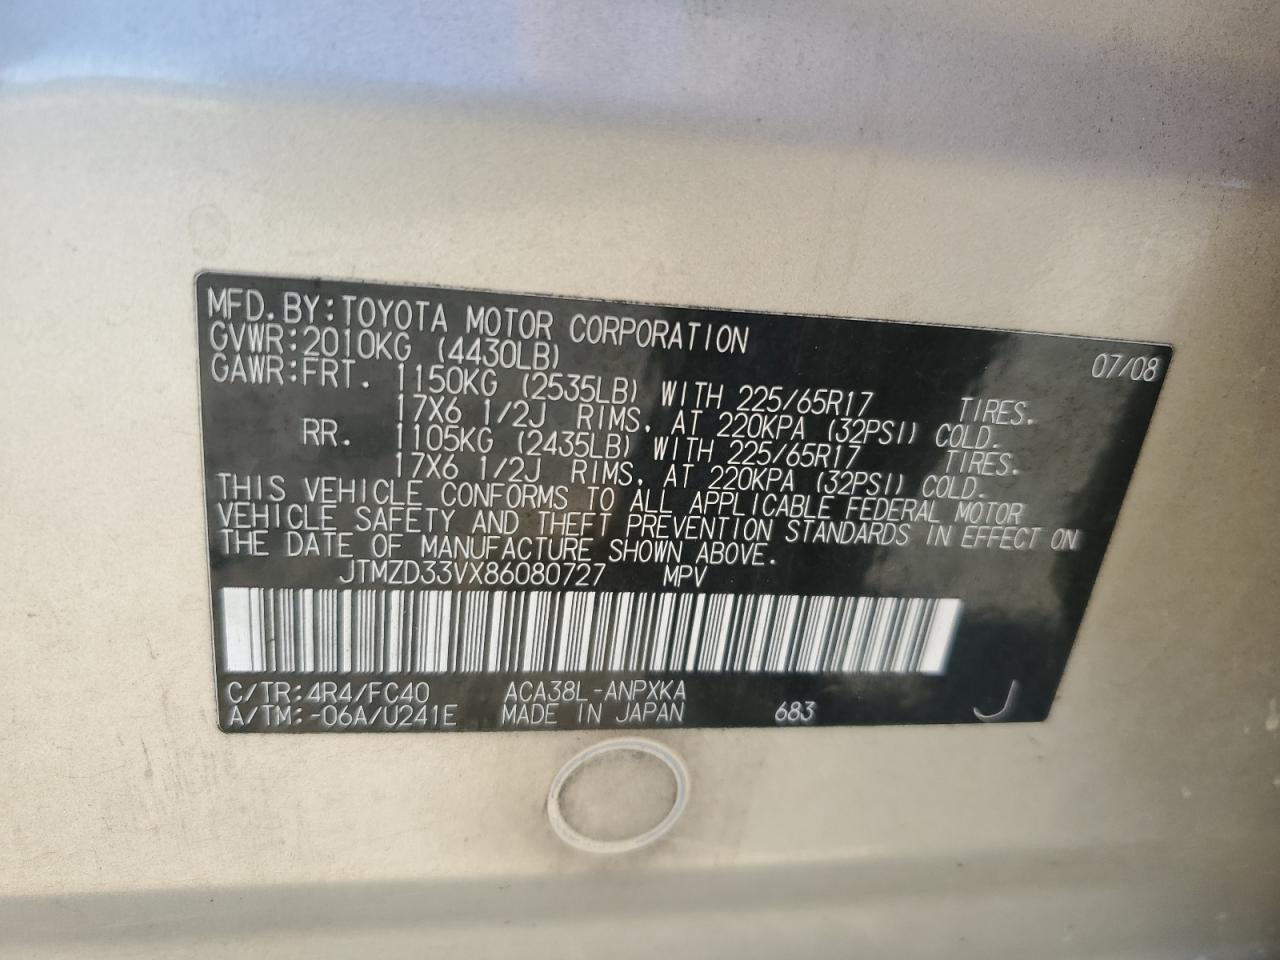 MFD.BY:TOYOTA MOTOR CORPORATION 07/08
GVWR:2010KG (4430LB)
GAWR:FRT. 1150KG (2535LB) WITH 225/65R17 TIRES.
17X6 1/2J RIMS, AT 220KPA (32PSI) COLD.
RR. 1105KG (2435LB) WITH 225/65R17 TIRES.
17X6 1/2J RIMS, AT 220KPA (32PSI) COLD.
THIS VEHICLE CONFORMS TO ALL APPLICABLE FEDERAL MOTOR
VEHICLE SAFETY AND THEFT PREVENTION STANDARDS IN EFFECT ON
THE DATE OF MANUFACTURE SHOWN ABOVE.
JTMZD33VX86080727 MPV
C/TR:4R4/FC40 ACA38L-ANPXKA
A/TM:-06A/U241E MADE IN JAPAN 683 J